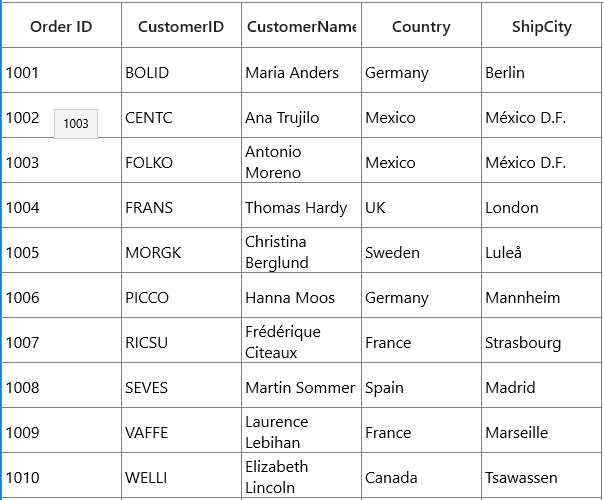 Order ID CustomerID CustomerName Country ShipCity
1001 BOLID Maria Anders Germany Berlin
1002 1003 CENTC Ana Trujilo Mexico México D.F.
1003 FOLKO Antonio Moreno Mexico México D.F.
1004 FRANS Thomas Hardy UK London
1005 MORGK Christina Berglund Sweden Luleå
1006 PICCO Hanna Moos Germany Mannheim
1007 RICSU Frédérique Citeaux France Strasbourg
1008 SEVES Martin Sommer Spain Madrid
1009 VAFFE Laurence Lebihan France Marseille
1010 WELLI Elizabeth Lincoln Canada Tsawassen